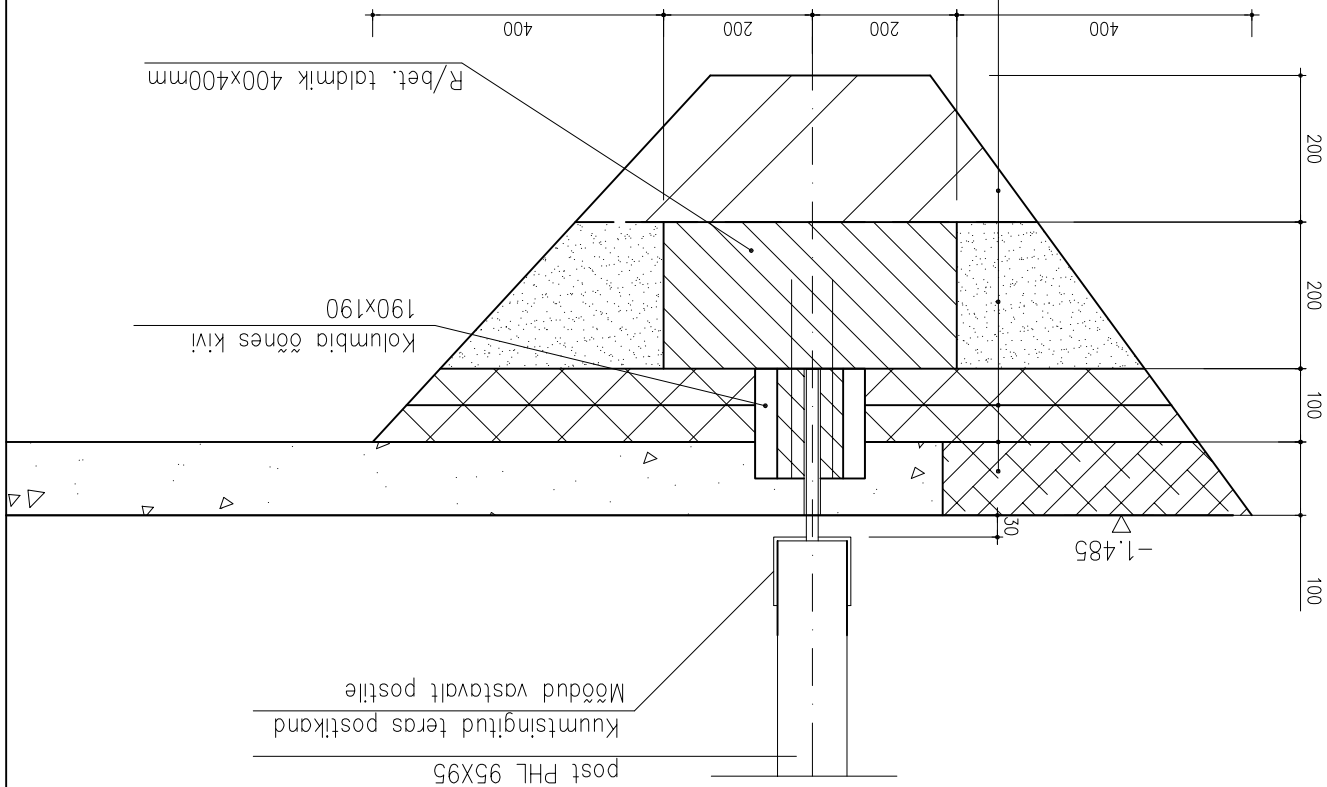 400
200
200
400
R/bet. taldmik 400x400mm
200
200
100
100
Kolumbia õõnes kivi
190x190
30
-1.485
Kuumtsingitud teras postikand
Mõõdud vastavalt postile
post PHL 95X95